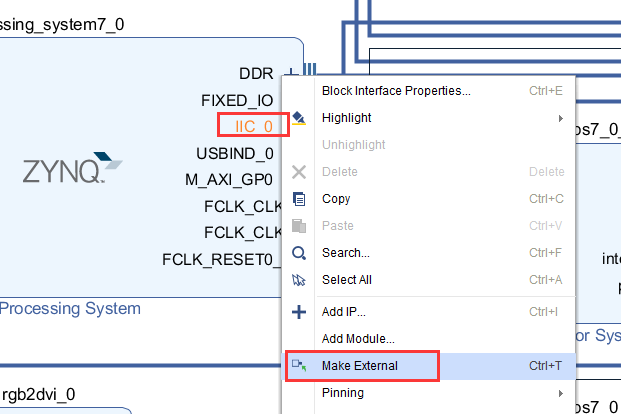 ssing_system7_0
DDR
FIXED_IO
IIC_0
USBIND_0
M_AXI_GP0
FCLK_CLK
FCLK_CLK
FCLK_RESET0_
ZYNQ
Processing System
rgb2dvi_0
Block Interface Properties... Ctrl+E
Highlight
Unhighlight
Delete Delete
Copy Ctrl+C
Paste Ctrl+V
Search... Ctrl+F
Select All Ctrl+A
Add IP... Ctrl+I
Add Module...
Make External Ctrl+T
Pinning
ps7_0_
inte
p
or Sys
ps7_0